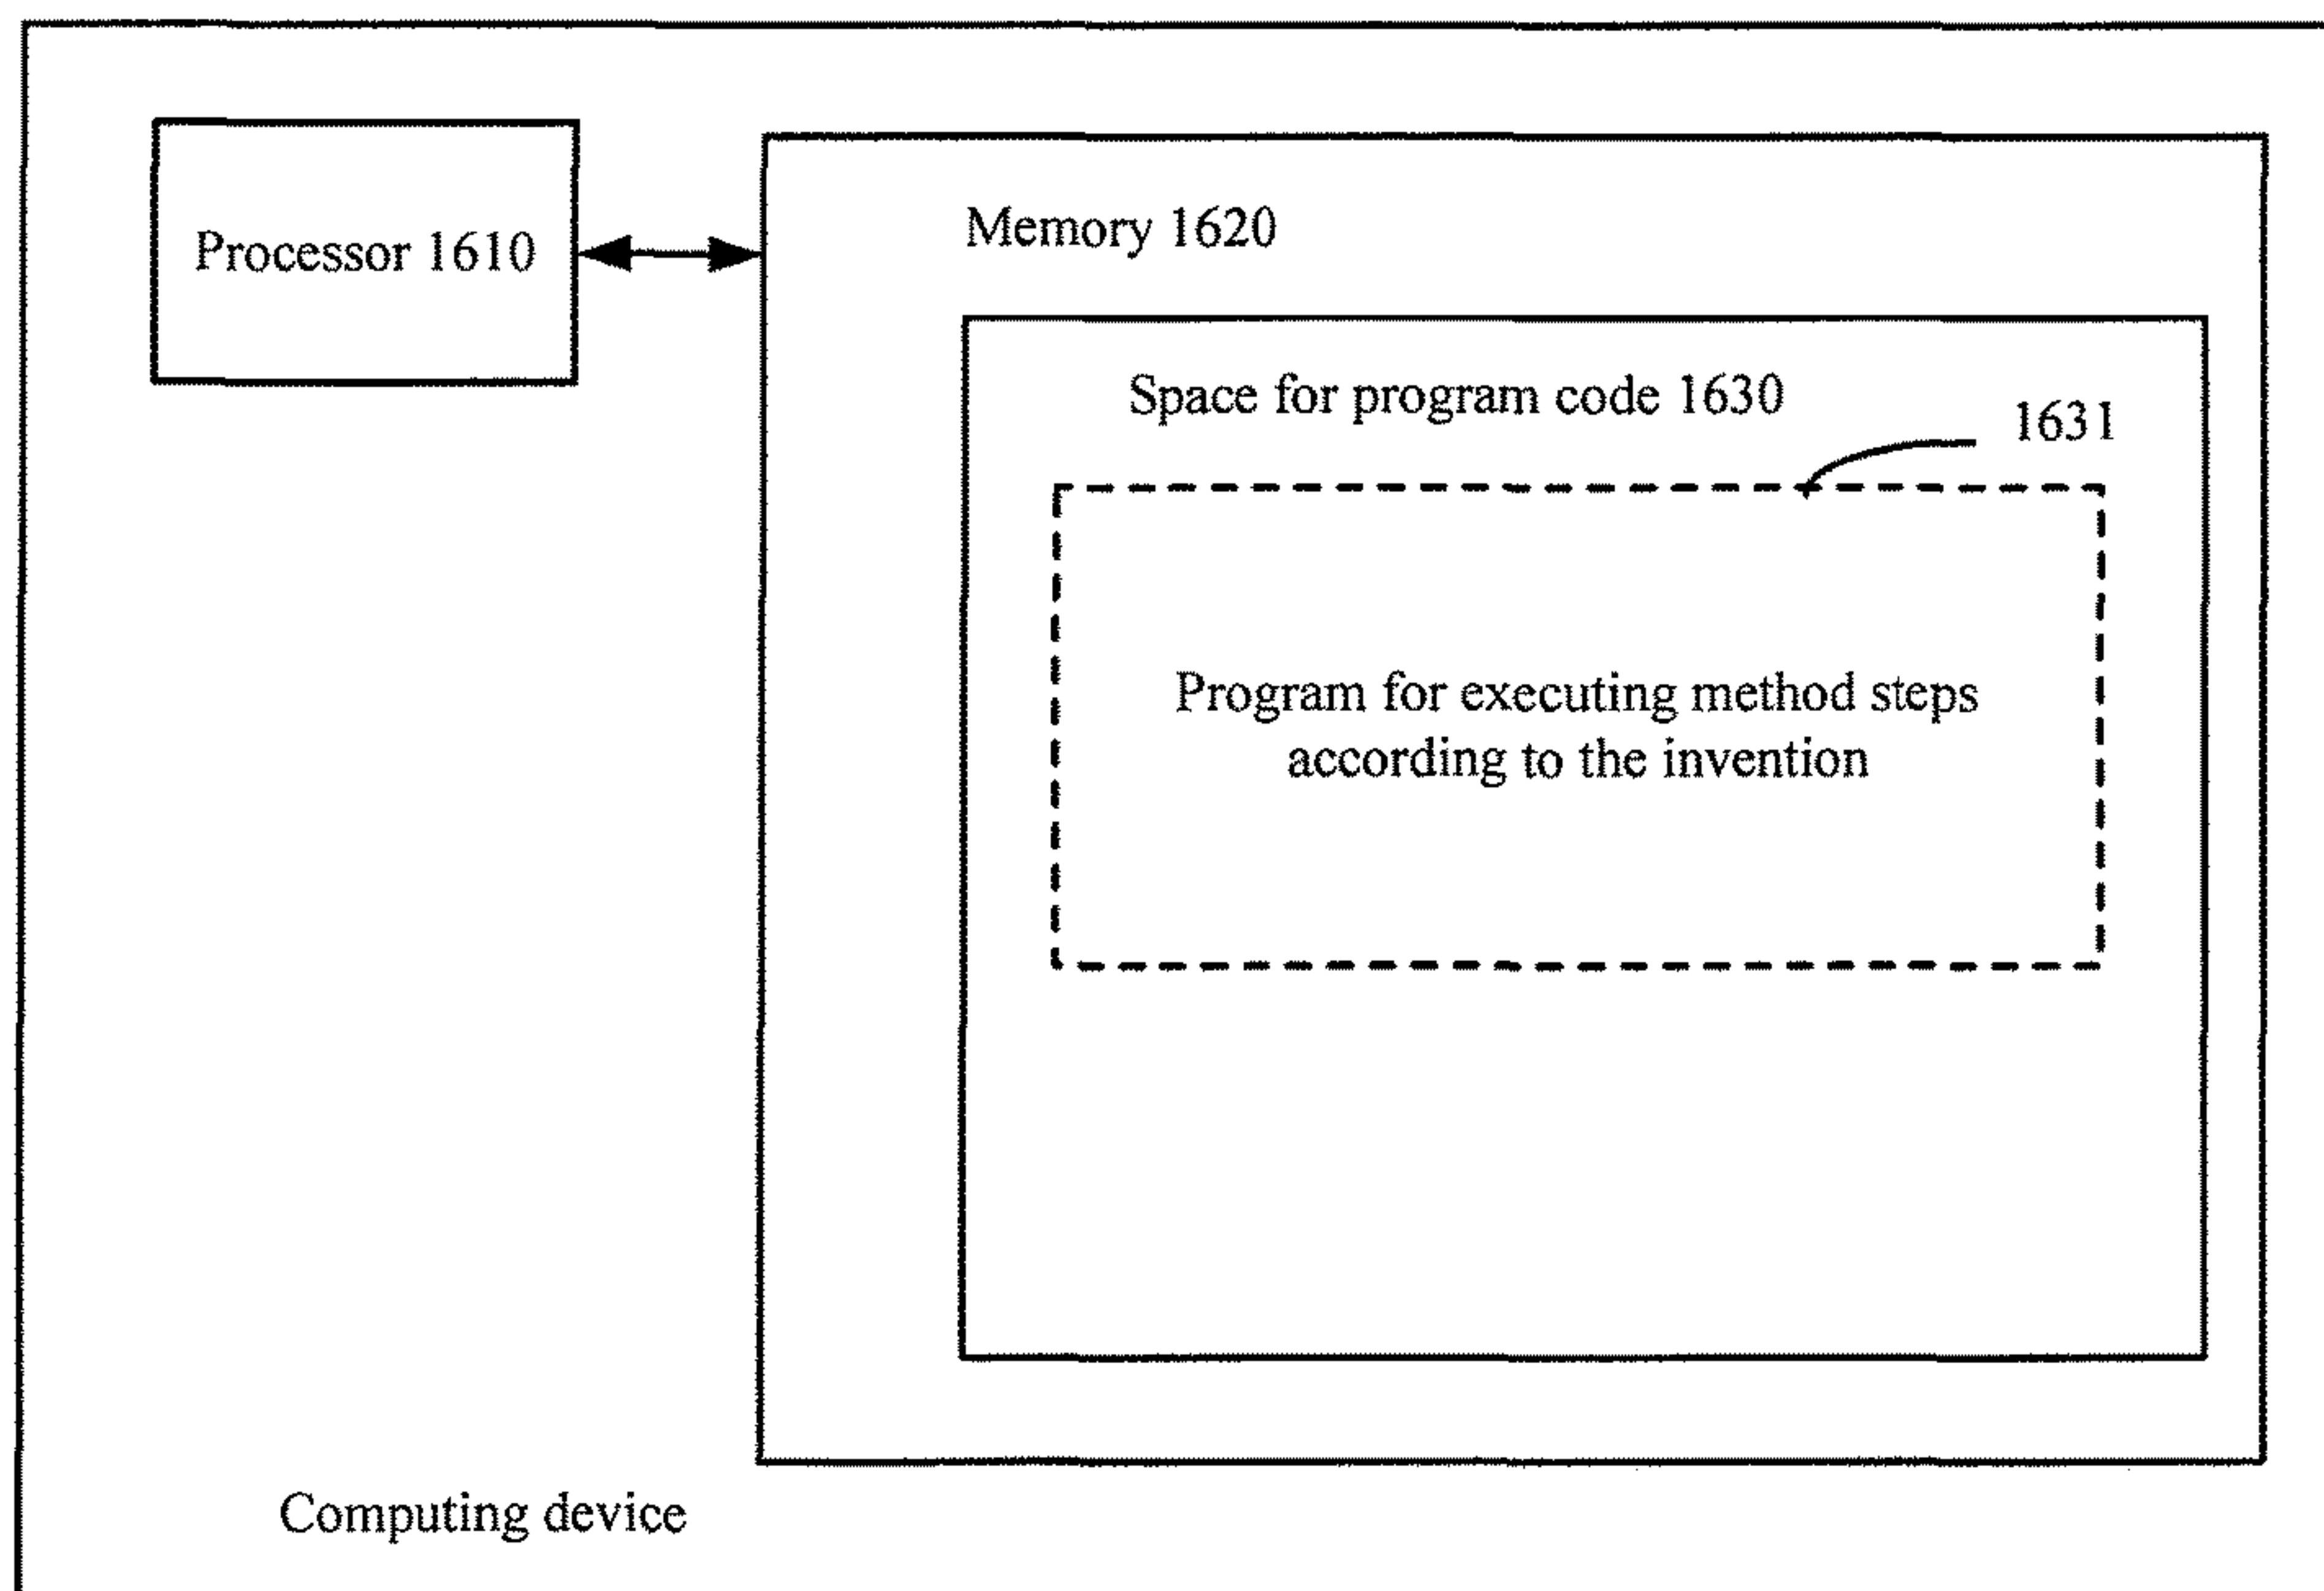 Processor 1610
Memory 1620
Space for program code 1630
1631
Program for executing method steps
according to the invention
Computing device